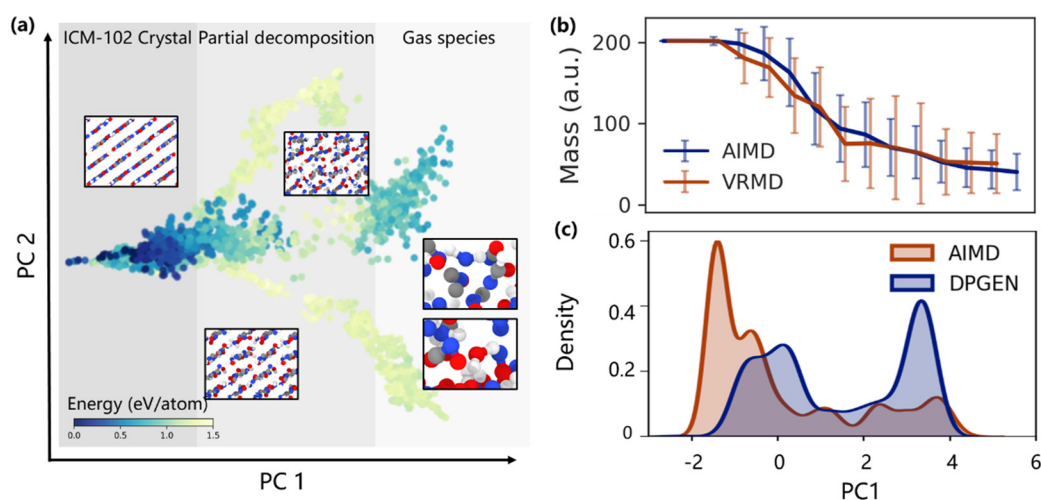 (a)
ICM-102 Crystal Partial decomposition Gas species
PC 2
Energy (eV/atom)
0.0 0.5 1.0 1.5
PC 1
(b)
Mass (a.u.)
200
100
0
AIMD
VRMD
(c)
Density
0.6
0.4
0.2
0
AIMD
DPGEN
-2 0 2 4 6
PC1